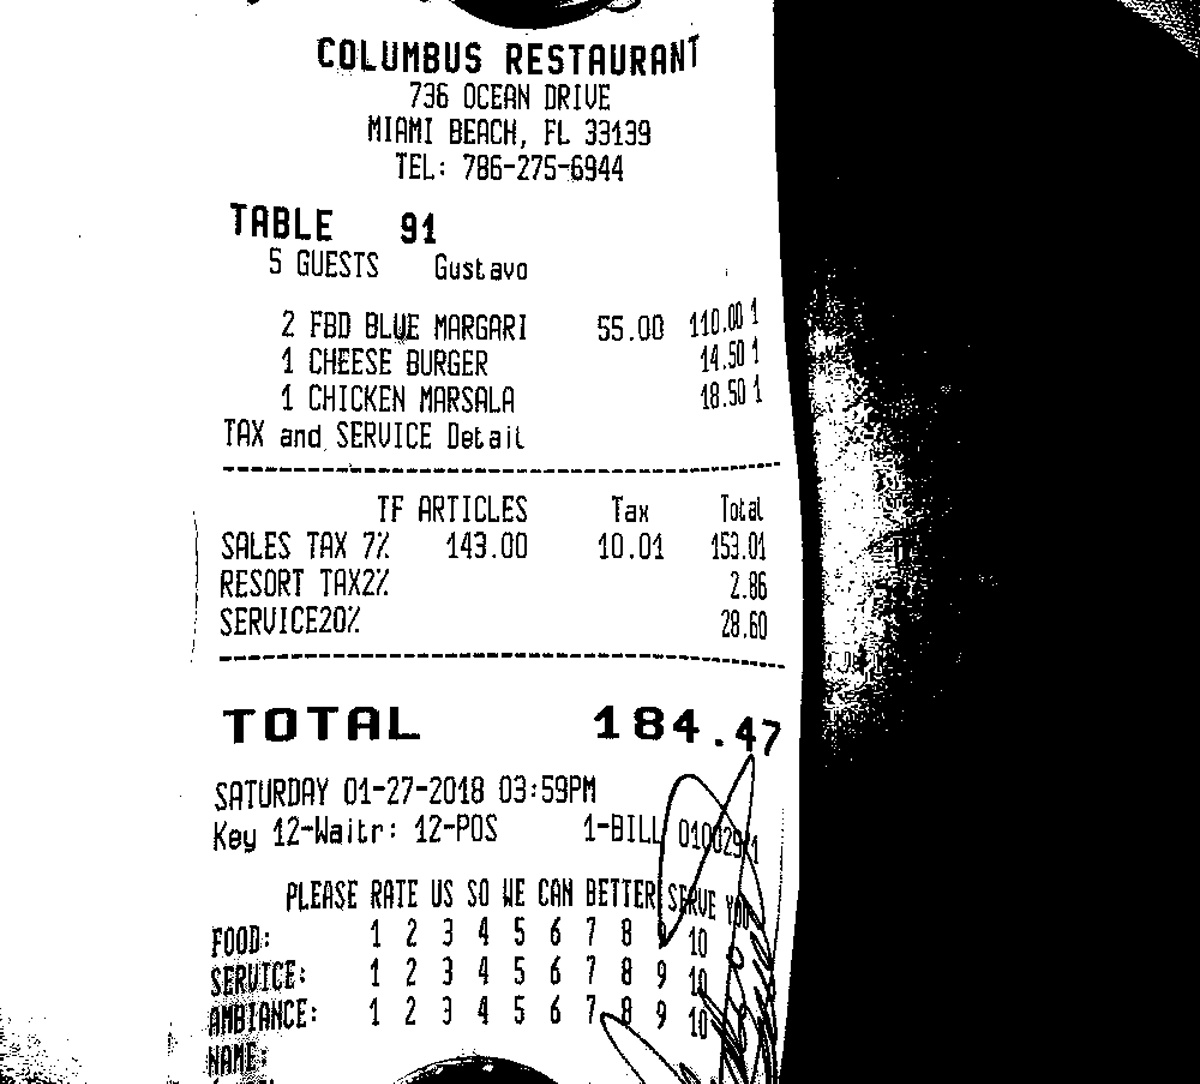 COLUMBUS RESTAURANT
736 OCEAN DRIVE
MIAMI BEACH, FL 33139
TEL: 786-275-6944
TABLE 91
5 GUESTS Gustavo
2 FBD BLUE MARGARI 55.00 110.00 1
1 CHEESE BURGER 14.50 1
1 CHICKEN MARSALA 18.50 1
TAX and SERVICE Detail
TF ARTICLES Tax Total
SALES TAX 7% 143.00 10.01 153.01
RESORT TAX2% 2.86
SERVICE20% 28.60
TOTAL 184.47
SATURDAY 01-27-2018 03:59PM
Key 12-Waitr: 12-POS 1-BILL
PLEASE RATE US SO WE CAN BETTER SERVE YOU
FOOD: 1 2 3 4 5 6 7 8 9 10
SERVICE: 1 2 3 4 5 6 7 8 9 10
AMBIANCE: 1 2 3 4 5 6 7 8 9 10
NAME: